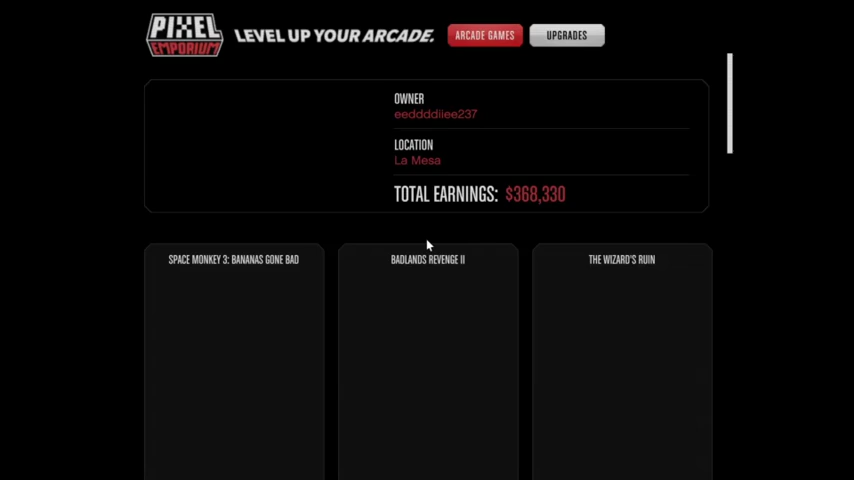 PIXEL
EMPORIUM
LEVEL UP YOUR ARCADE.
ARCADE GAMES
UPGRADES
OWNER
eeddddiiee237
LOCATION
La Mesa
TOTAL EARNINGS: $368,330
SPACE MONKEY 3: BANANAS GONE BAD
BADLANDS REVENGE II
THE WIZARD'S RUIN